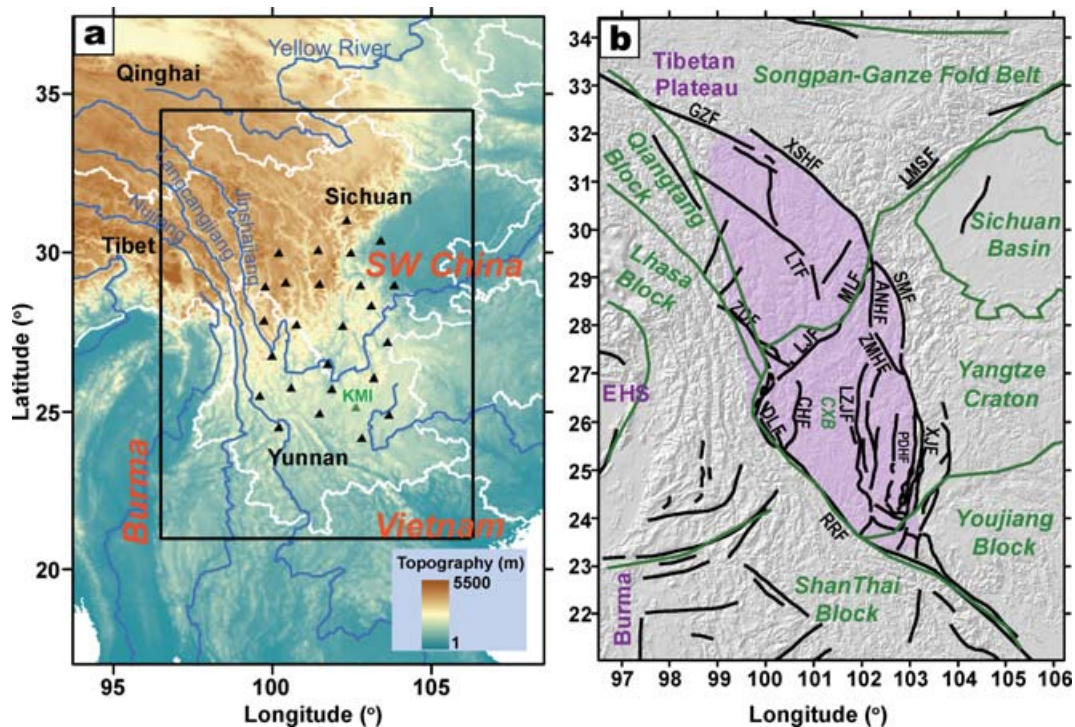 a
Yellow River
Qinghai
35
Langcangjiang
Nujiang
Jinshajiang
Sichuan
30
Tibet
SW China
Latitude (o)
KMI
25
Yunnan
Burma
Vietnam
Topography (m)
5500
1
20
95
100
105
Longitude (o)
b
34
33
32
31
30
29
28
27
26
25
24
23
22
Tibetan
Plateau
Songpan-Ganze Fold Belt
GZF
XSHF
LMSF
Qiangtang
Block
Sichuan
Basin
Lhasa
Block
LTF
MLF
ANHF
SMF
ZDF
LJF
ZMHF
Yangtze
Craton
EHS
DLF
CHF
CXB
LZJF
PDHF
XJF
RRF
Youjiang
Block
Burma
ShanThai
Block
97
98
99
100
101
102
103
104
105
106
Longitude (o)